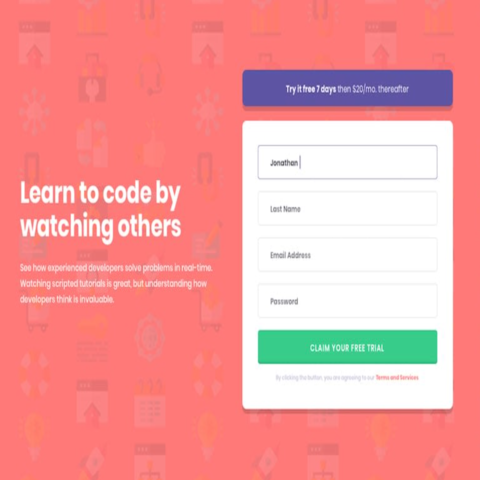 Learn to code by
watching others
See how experienced developers solve problems in real-time.
Watching scripted tutorials is great, but understanding how
developers think is invaluable.
Try it free 7 days then $20/mo. thereafter
Jonathan
Last Name
Email Address
Password
CLAIM YOUR FREE TRIAL
By clicking the button, you are agreeing to our Terms and Services